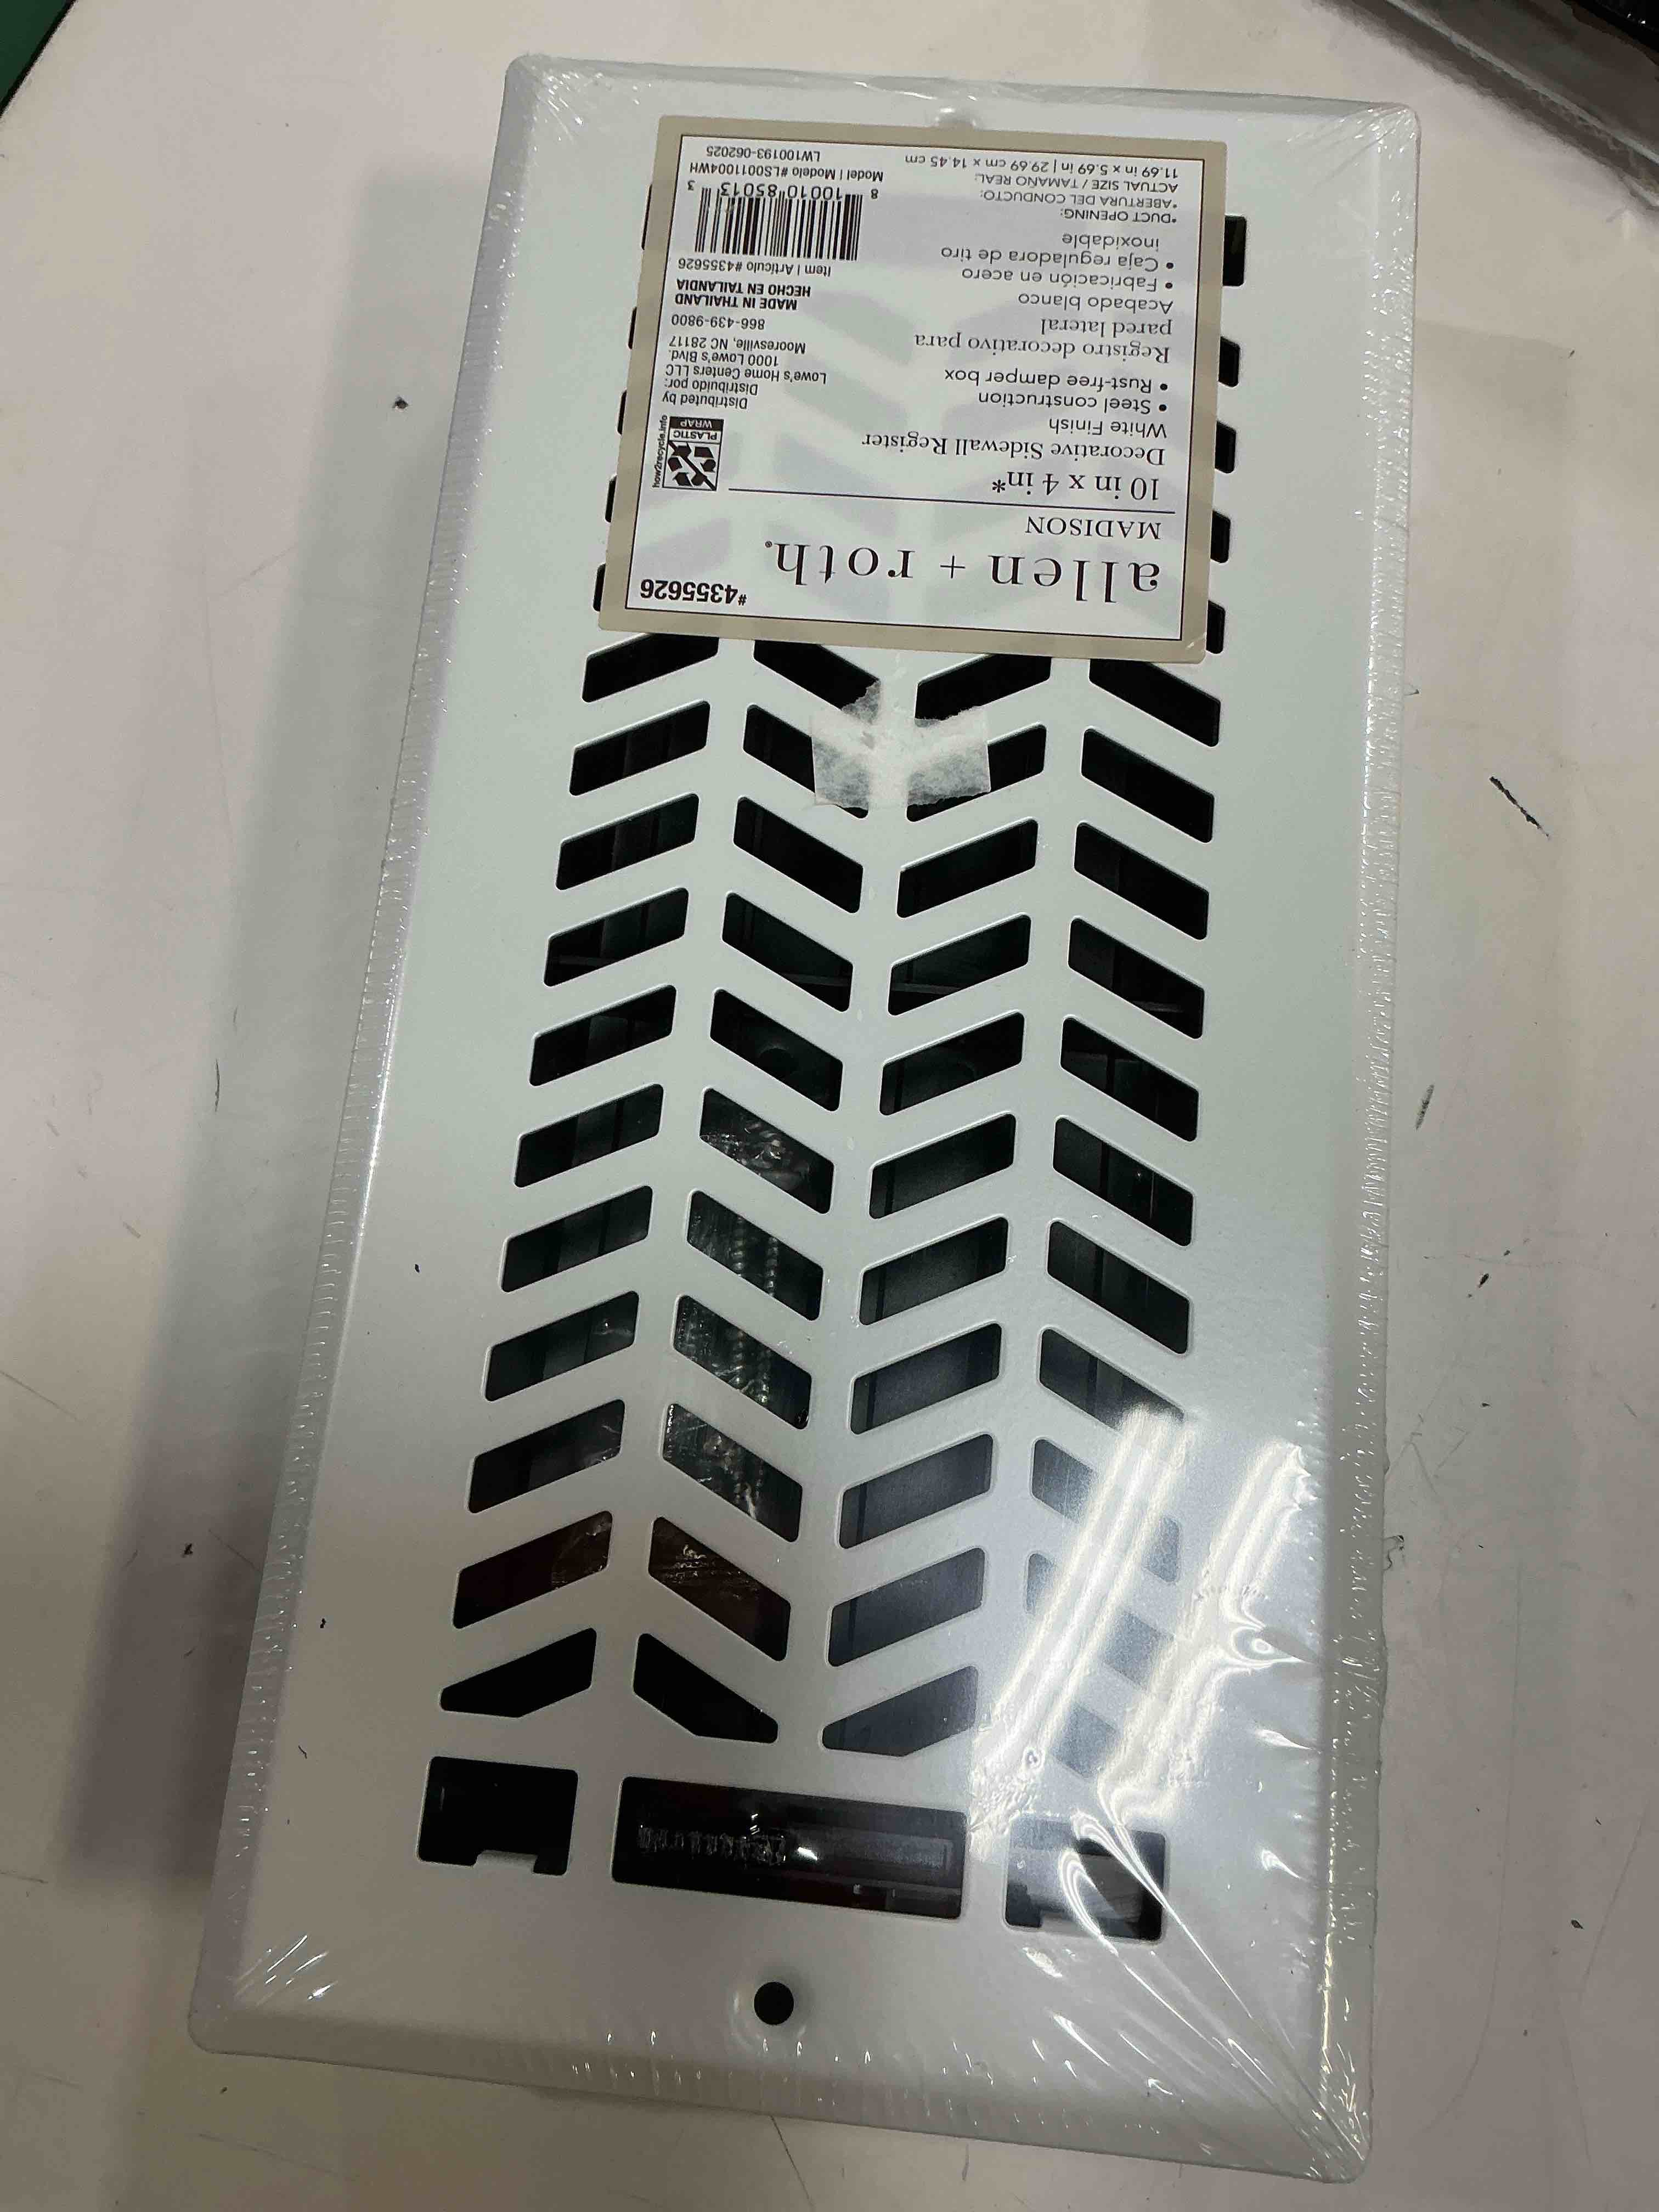 #4355626
allen + roth®
MADISON
10 in x 4 in*
Decorative Sidewall Register
White Finish
• Steel construction
• Rust-free damper box
Registro decorativo para
pared lateral
Acabado blanco
• Fabricación en acero
• Caja reguladora de tiro
inoxidable
*DUCT OPENING:
*ABERTURA DEL CONDUCTO:
ACTUAL SIZE / TAMAÑO REAL:
11.69 in x 5.69 in | 29.69 cm x 14.45 cm
PLASTIC
WRAP
how2recycle.info
Distributed by
Distribuido por:
Lowe's Home Centers LLC
1000 Lowe's Blvd.
Mooresville, NC 28117
866-439-9800
MADE IN THAILAND
HECHO EN TAILANDIA
Item | Artículo #4355626
8 10010 85013 3
Model | Modelo #LS0011004WH
LW100193-062025